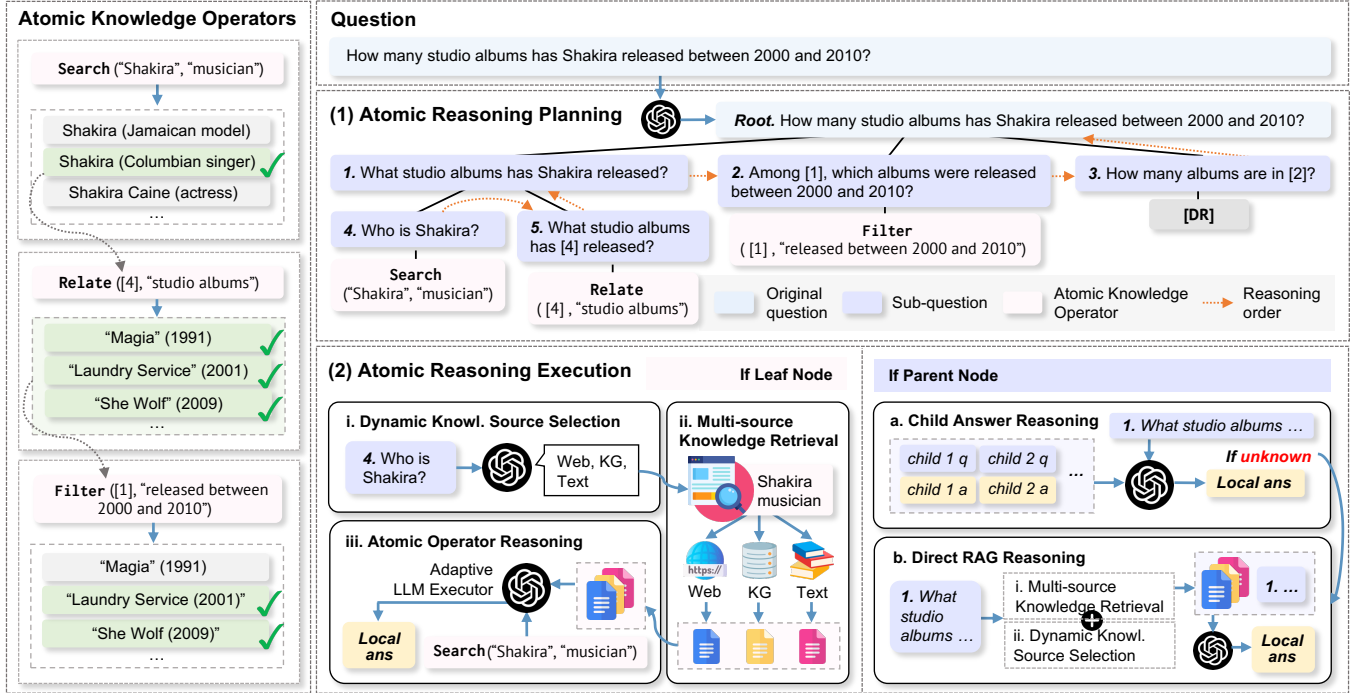 Atomic Knowledge Operators
Search ("Shakira", "musician")
Shakira (Jamaican model)
Shakira (Columbian singer)
Shakira Caine (actress)
…
Relate ([4], "studio albums")
"Magia" (1991)
"Laundry Service" (2001)
"She Wolf" (2009)
…
Filter ([1], "released between
2000 and 2010")
"Magia" (1991)
"Laundry Service (2001)"
"She Wolf (2009)"
…
Question
How many studio albums has Shakira released between 2000 and 2010?
(1) Atomic Reasoning Planning
Root. How many studio albums has Shakira released between 2000 and 2010?
1. What studio albums has Shakira released?
2. Among [1], which albums were released
between 2000 and 2010?
3. How many albums are in [2]?
4. Who is Shakira?
5. What studio albums
has [4] released?
Filter
( [1] , "released between 2000 and 2010")
[DR]
Search
("Shakira", "musician")
Relate
( [4] , "studio albums")
Original
question
Sub-question
Atomic Knowledge
Operator
Reasoning
order
(2) Atomic Reasoning Execution
If Leaf Node
i. Dynamic Knowl. Source Selection
4. Who is
Shakira?
Web, KG,
Text
ii. Multi-source
Knowledge Retrieval
Shakira
musician
https://
Web
KG
Text
iii. Atomic Operator Reasoning
Adaptive
LLM Executor
Local
ans
Search ("Shakira", "musician")
If Parent Node
a. Child Answer Reasoning
1. What studio albums …
child 1 q
child 2 q
…
child 1 a
child 2 a
If unknown
Local ans
b. Direct RAG Reasoning
1. What
studio
albums …
i. Multi-source
Knowledge Retrieval
ii. Dynamic Knowl.
Source Selection
1. …
Local
ans